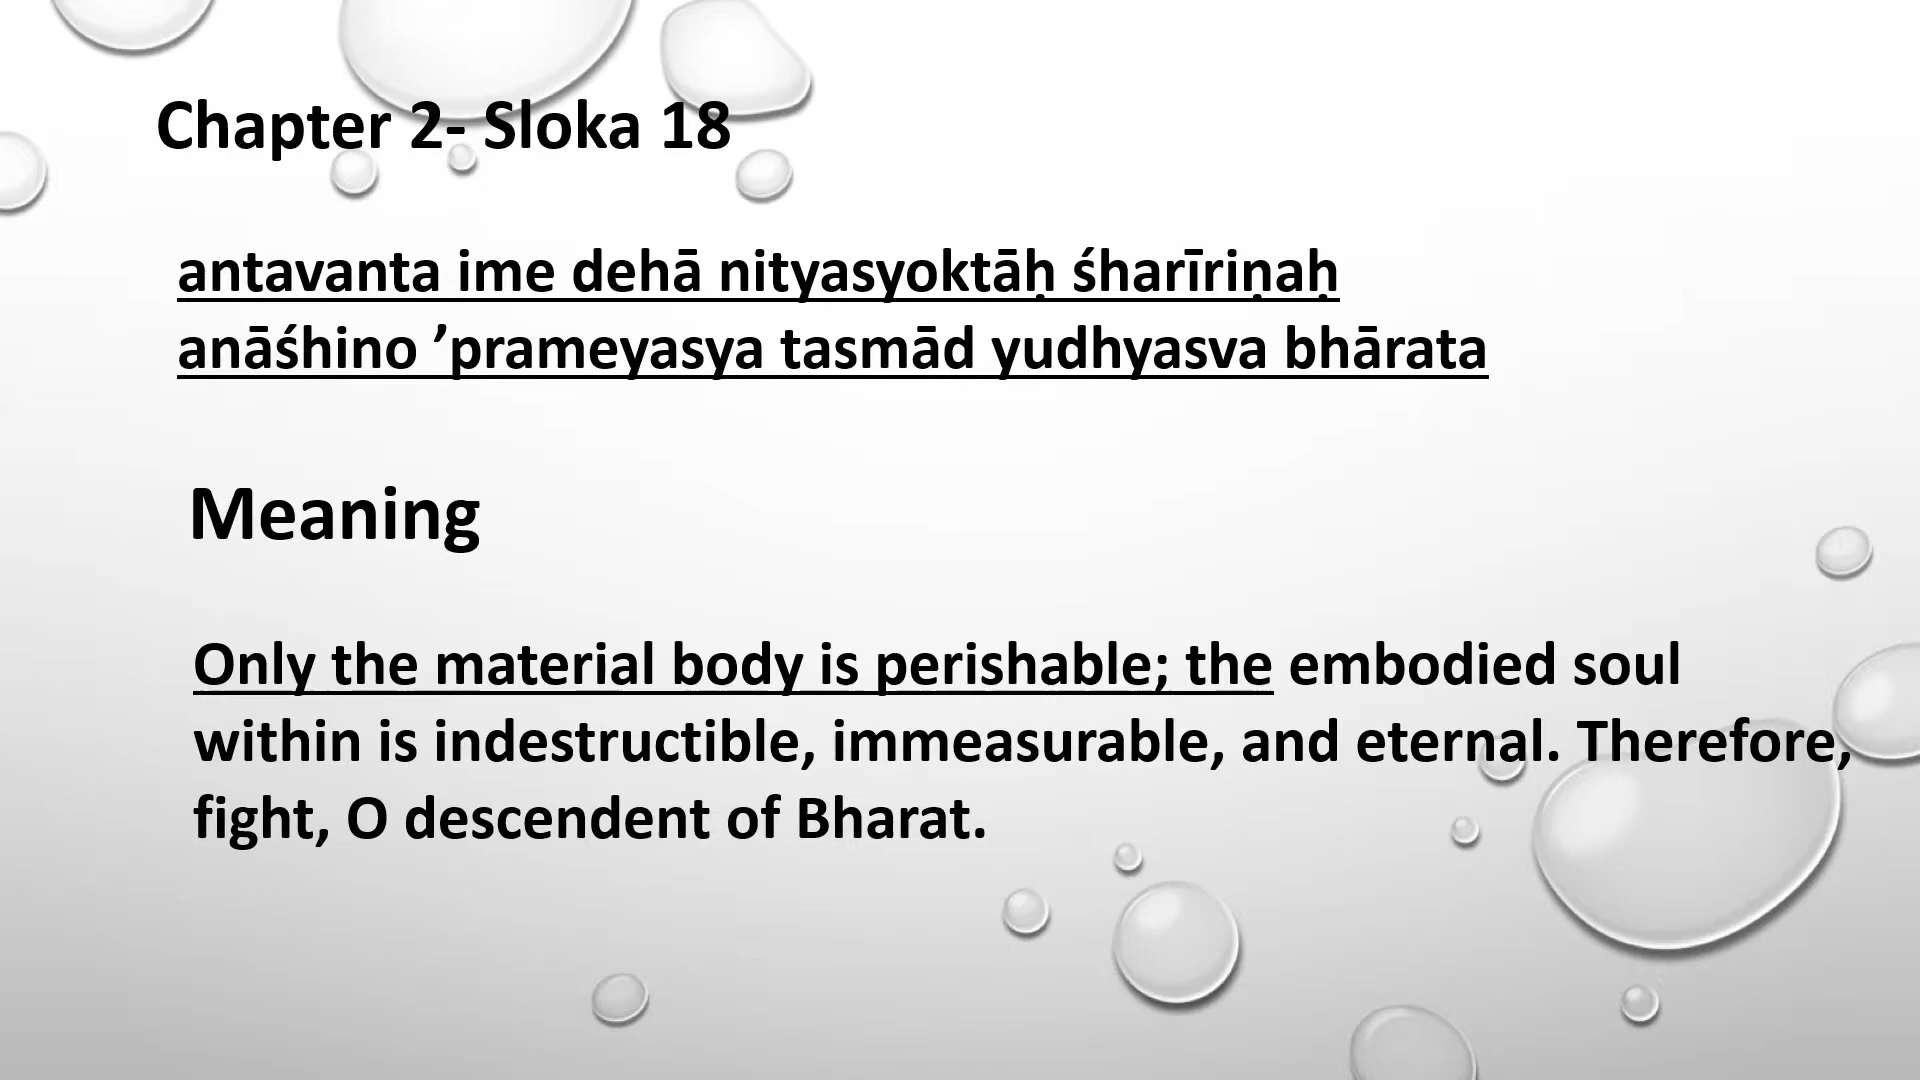 Chapter 2- Sloka 18
antavanta ime dehā nityasyoktāḥ śharīriṇaḥ
anāśhino ’prameyasya tasmād yudhyasva bhārata
Meaning
Only the material body is perishable; the embodied soul
within is indestructible, immeasurable, and eternal. Therefore,
fight, O descendent of Bharat.